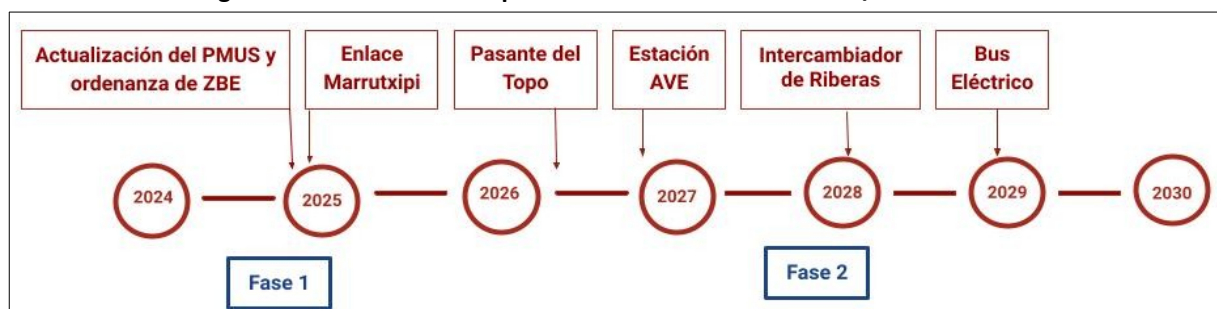 Actualización del PMUS y
ordenanza de ZBE
Enlace
Marrutxipi
Pasante del
Topo
Estación
AVE
Intercambiador
de Riberas
Bus
Eléctrico
2024
2025
2026
2027
2028
2029
2030
Fase 1
Fase 2